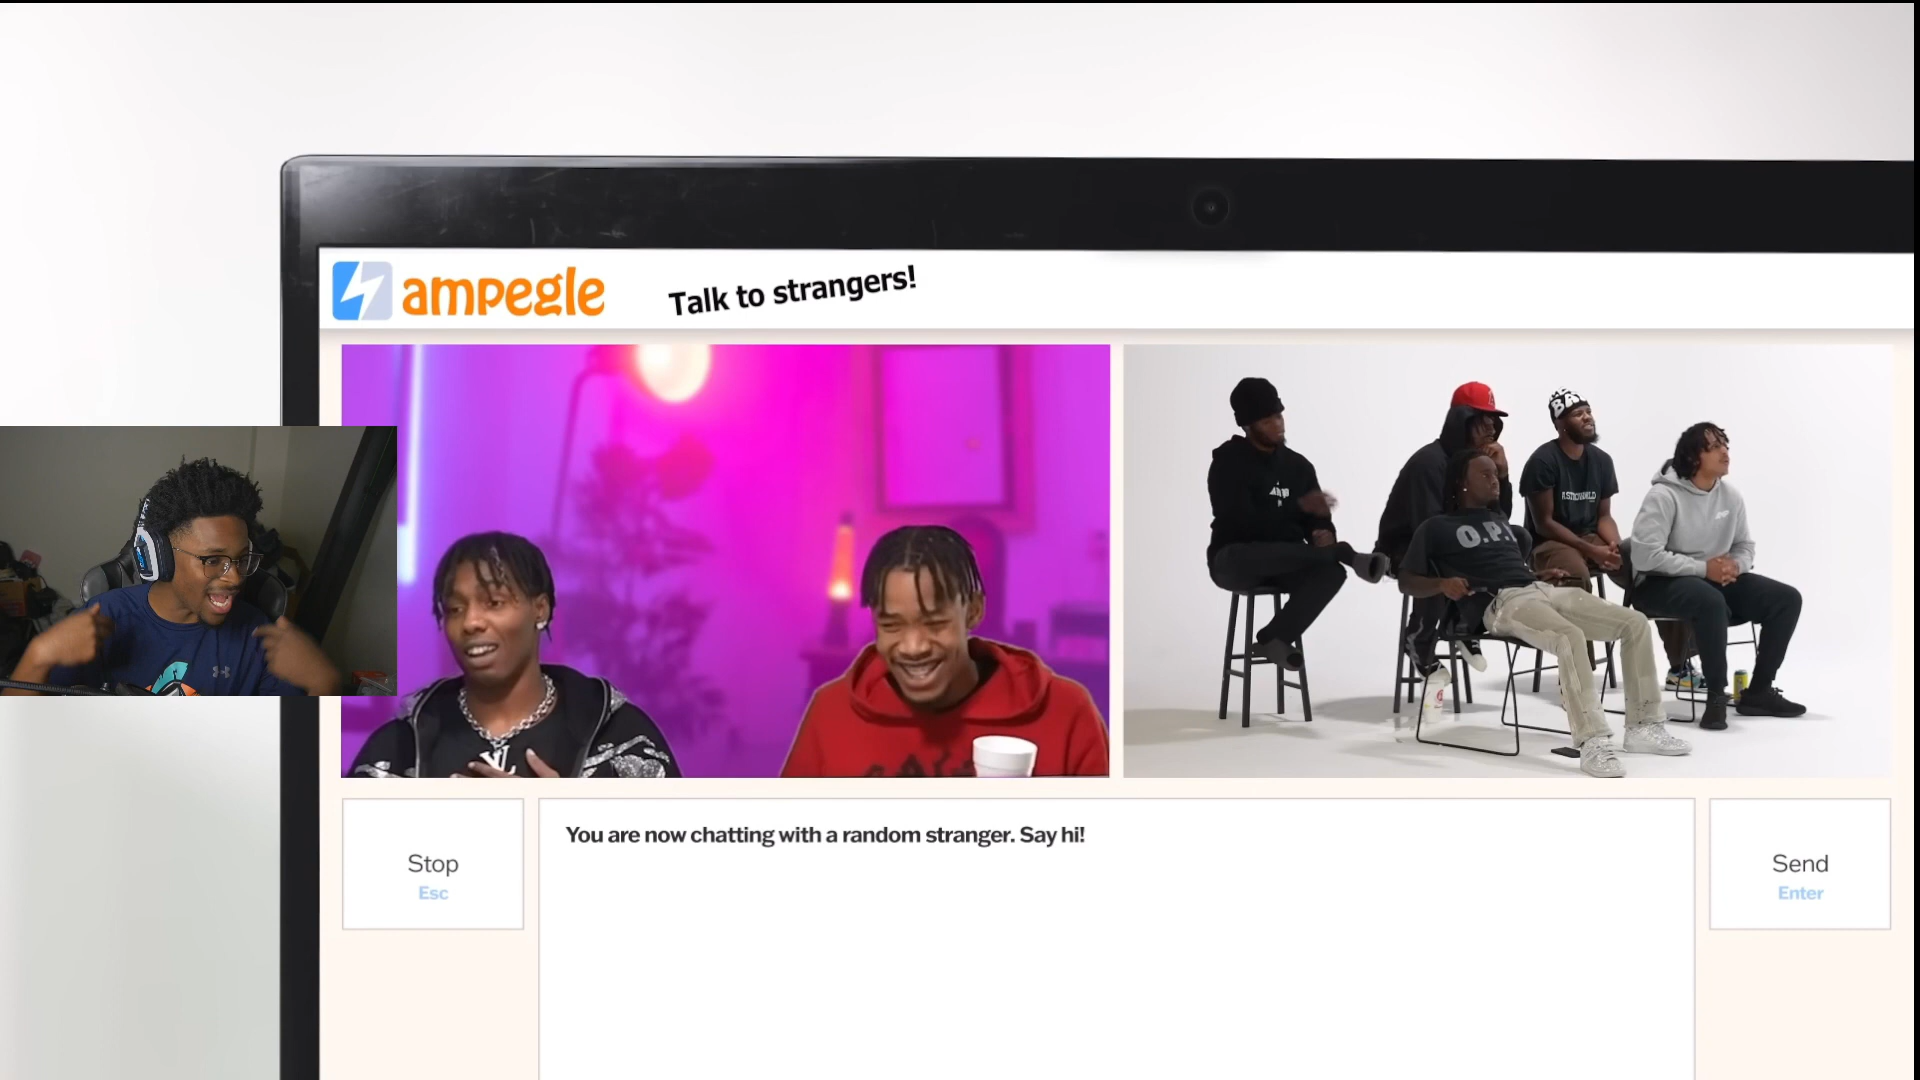 ampegle
Talk to strangers!
O.P.
You are now chatting with a random stranger. Say hi!
Stop
Esc
Send
Enter